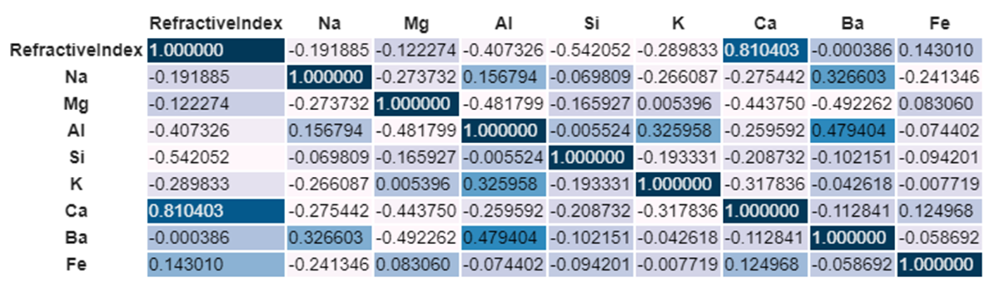 RefractiveIndex Na Mg Al Si K Ca Ba Fe
RefractiveIndex 1.000000 -0.191885 -0.122274 -0.407326 -0.542052 -0.289833 0.810403 -0.000386 0.143010
Na -0.191885 1.000000 -0.273732 0.156794 -0.069809 -0.266087 -0.275442 0.326603 -0.241346
Mg -0.122274 -0.273732 1.000000 -0.481799 -0.165927 0.005396 -0.443750 -0.492262 0.083060
Al -0.407326 0.156794 -0.481799 1.000000 -0.005524 0.325958 -0.259592 0.479404 -0.074402
Si -0.542052 -0.069809 -0.165927 -0.005524 1.000000 -0.193331 -0.208732 -0.102151 -0.094201
K -0.289833 -0.266087 0.005396 0.325958 -0.193331 1.000000 -0.317836 -0.042618 -0.007719
Ca 0.810403 -0.275442 -0.443750 -0.259592 -0.208732 -0.317836 1.000000 -0.112841 0.124968
Ba -0.000386 0.326603 -0.492262 0.479404 -0.102151 -0.042618 -0.112841 1.000000 -0.058692
Fe 0.143010 -0.241346 0.083060 -0.074402 -0.094201 -0.007719 0.124968 -0.058692 1.000000